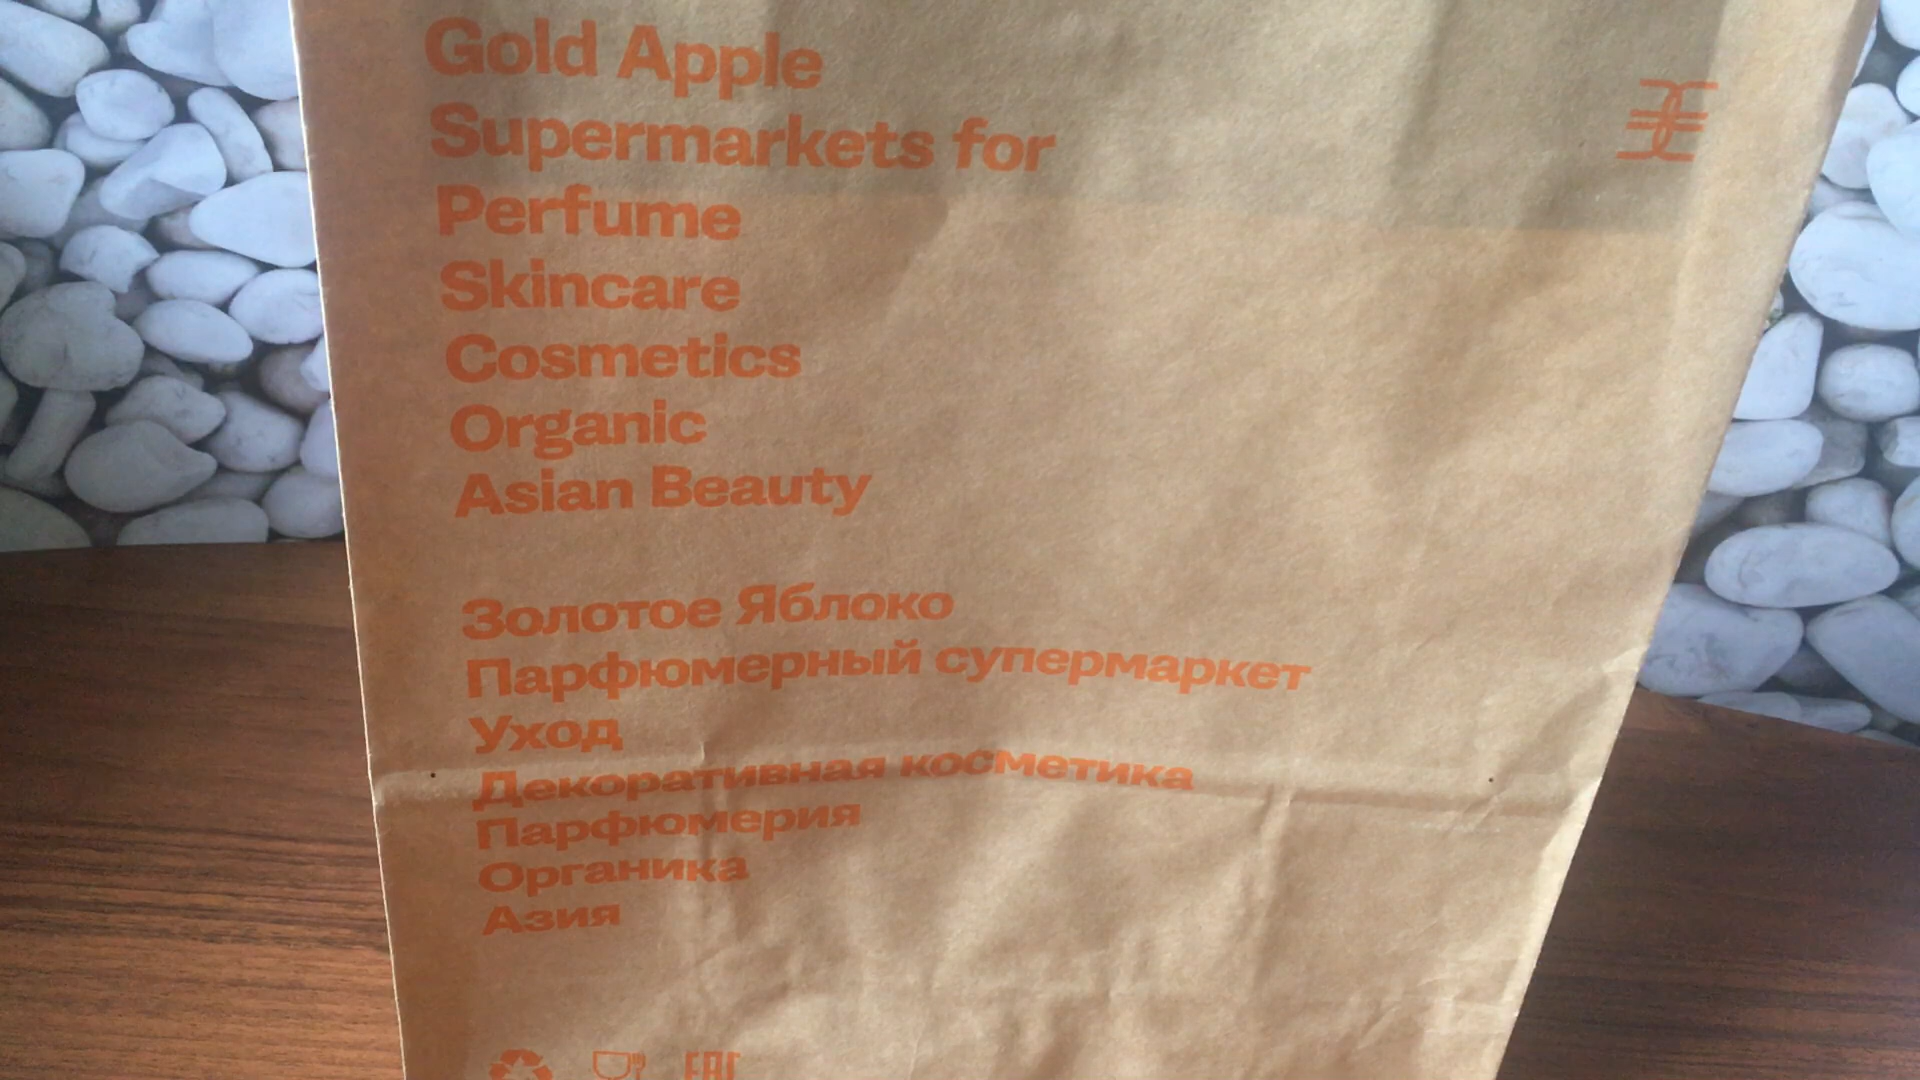 Gold Apple
Supermarkets for
Perfume
Skincare
Cosmetics
Organic
Asian Beauty
Золотое Яблоко
Парфюмерный супермаркет
Уход
Декоративная косметика
Парфюмерия
Органика
Азия
EAC